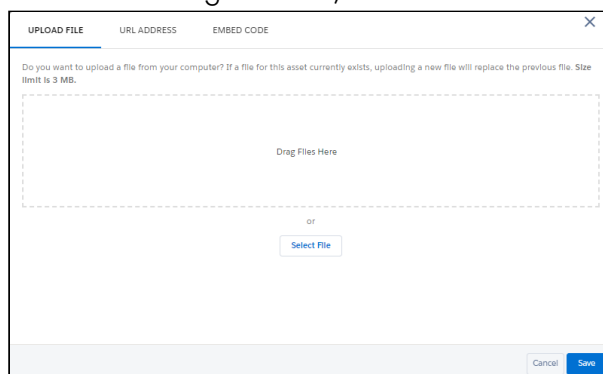 UPLOAD FILE URL ADDRESS EMBED CODE
Do you want to upload a file from your computer? If a file for this asset currently exists, uploading a new file will replace the previous file. Size
limit is 3 MB.
Drag Files Here
or
Select File
Cancel Save